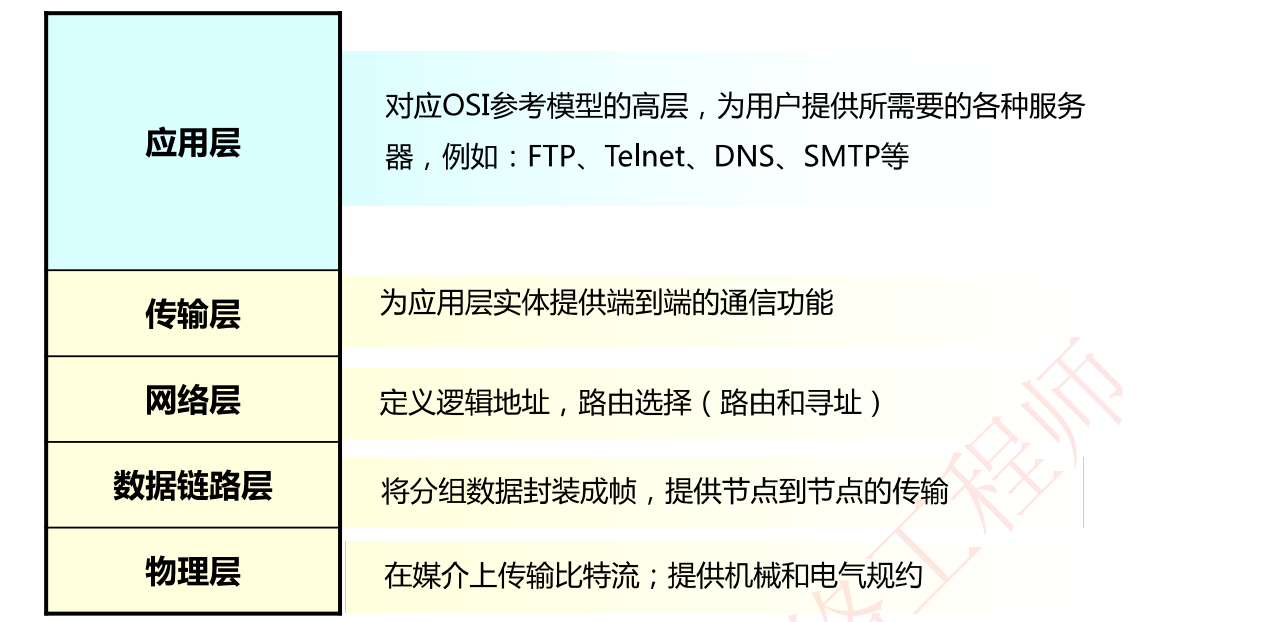 应用层
对应OSI参考模型的高层，为用户提供所需要的各种服务
器，例如：FTP、Telnet、DNS、SMTP等
传输层
为应用层实体提供端到端的通信功能
网络层
定义逻辑地址，路由选择（路由和寻址）
数据链路层
将分组数据封装成帧，提供节点到节点的传输
物理层
在媒介上传输比特流；提供机械和电气规约
工程师